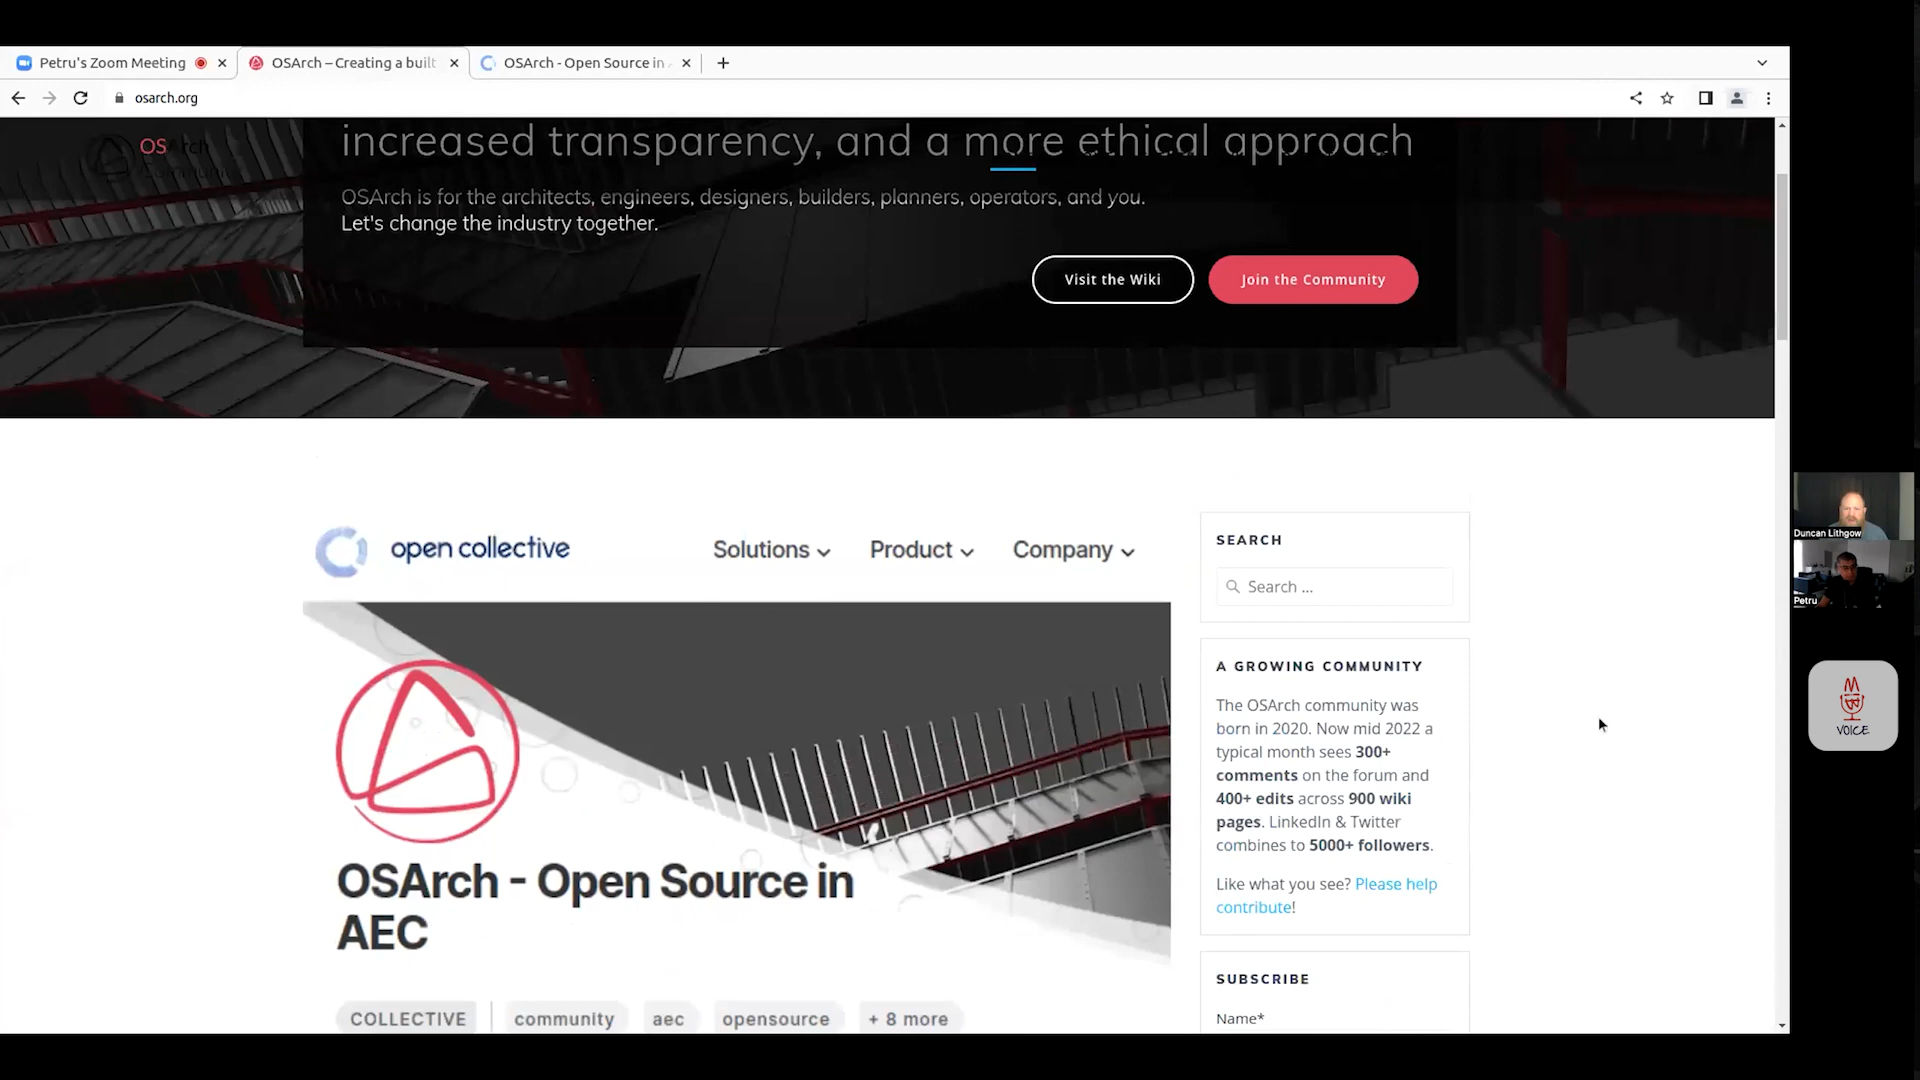 Petru's Zoom Meeting
OSArch – Creating a built
OSArch - Open Source in
osarch.org
OSArch
increased transparency, and a more ethical approach
OSArch is for the architects, engineers, designers, builders, planners, operators, and you.
Let's change the industry together.
Visit the Wiki
Join the Community
open collective
Solutions
Product
Company
OSArch - Open Source in
AEC
COLLECTIVE
community
aec
opensource
+ 8 more
SEARCH
Search ...
A GROWING COMMUNITY
The OSArch community was
born in 2020. Now mid 2022 a
typical month sees 300+
comments on the forum and
400+ edits across 900 wiki
pages. LinkedIn & Twitter
combines to 5000+ followers.
Like what you see? Please help
contribute!
SUBSCRIBE
Name*
Duncan Lithgow
Petru
VOICE